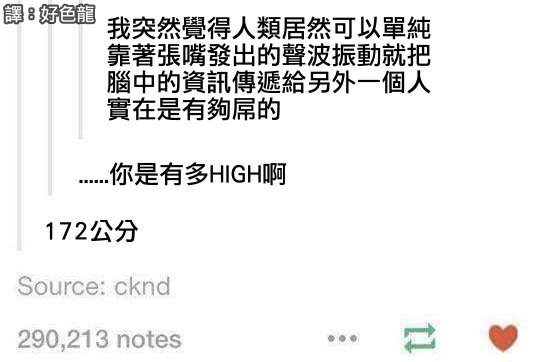 譯：好色龍
我突然覺得人類居然可以單純
靠著張嘴發出的聲波振動就把
腦中的資訊傳遞給另外一個人
實在是有夠屌的
……你是有多HIGH啊
172公分
Source: cknd
290,213 notes